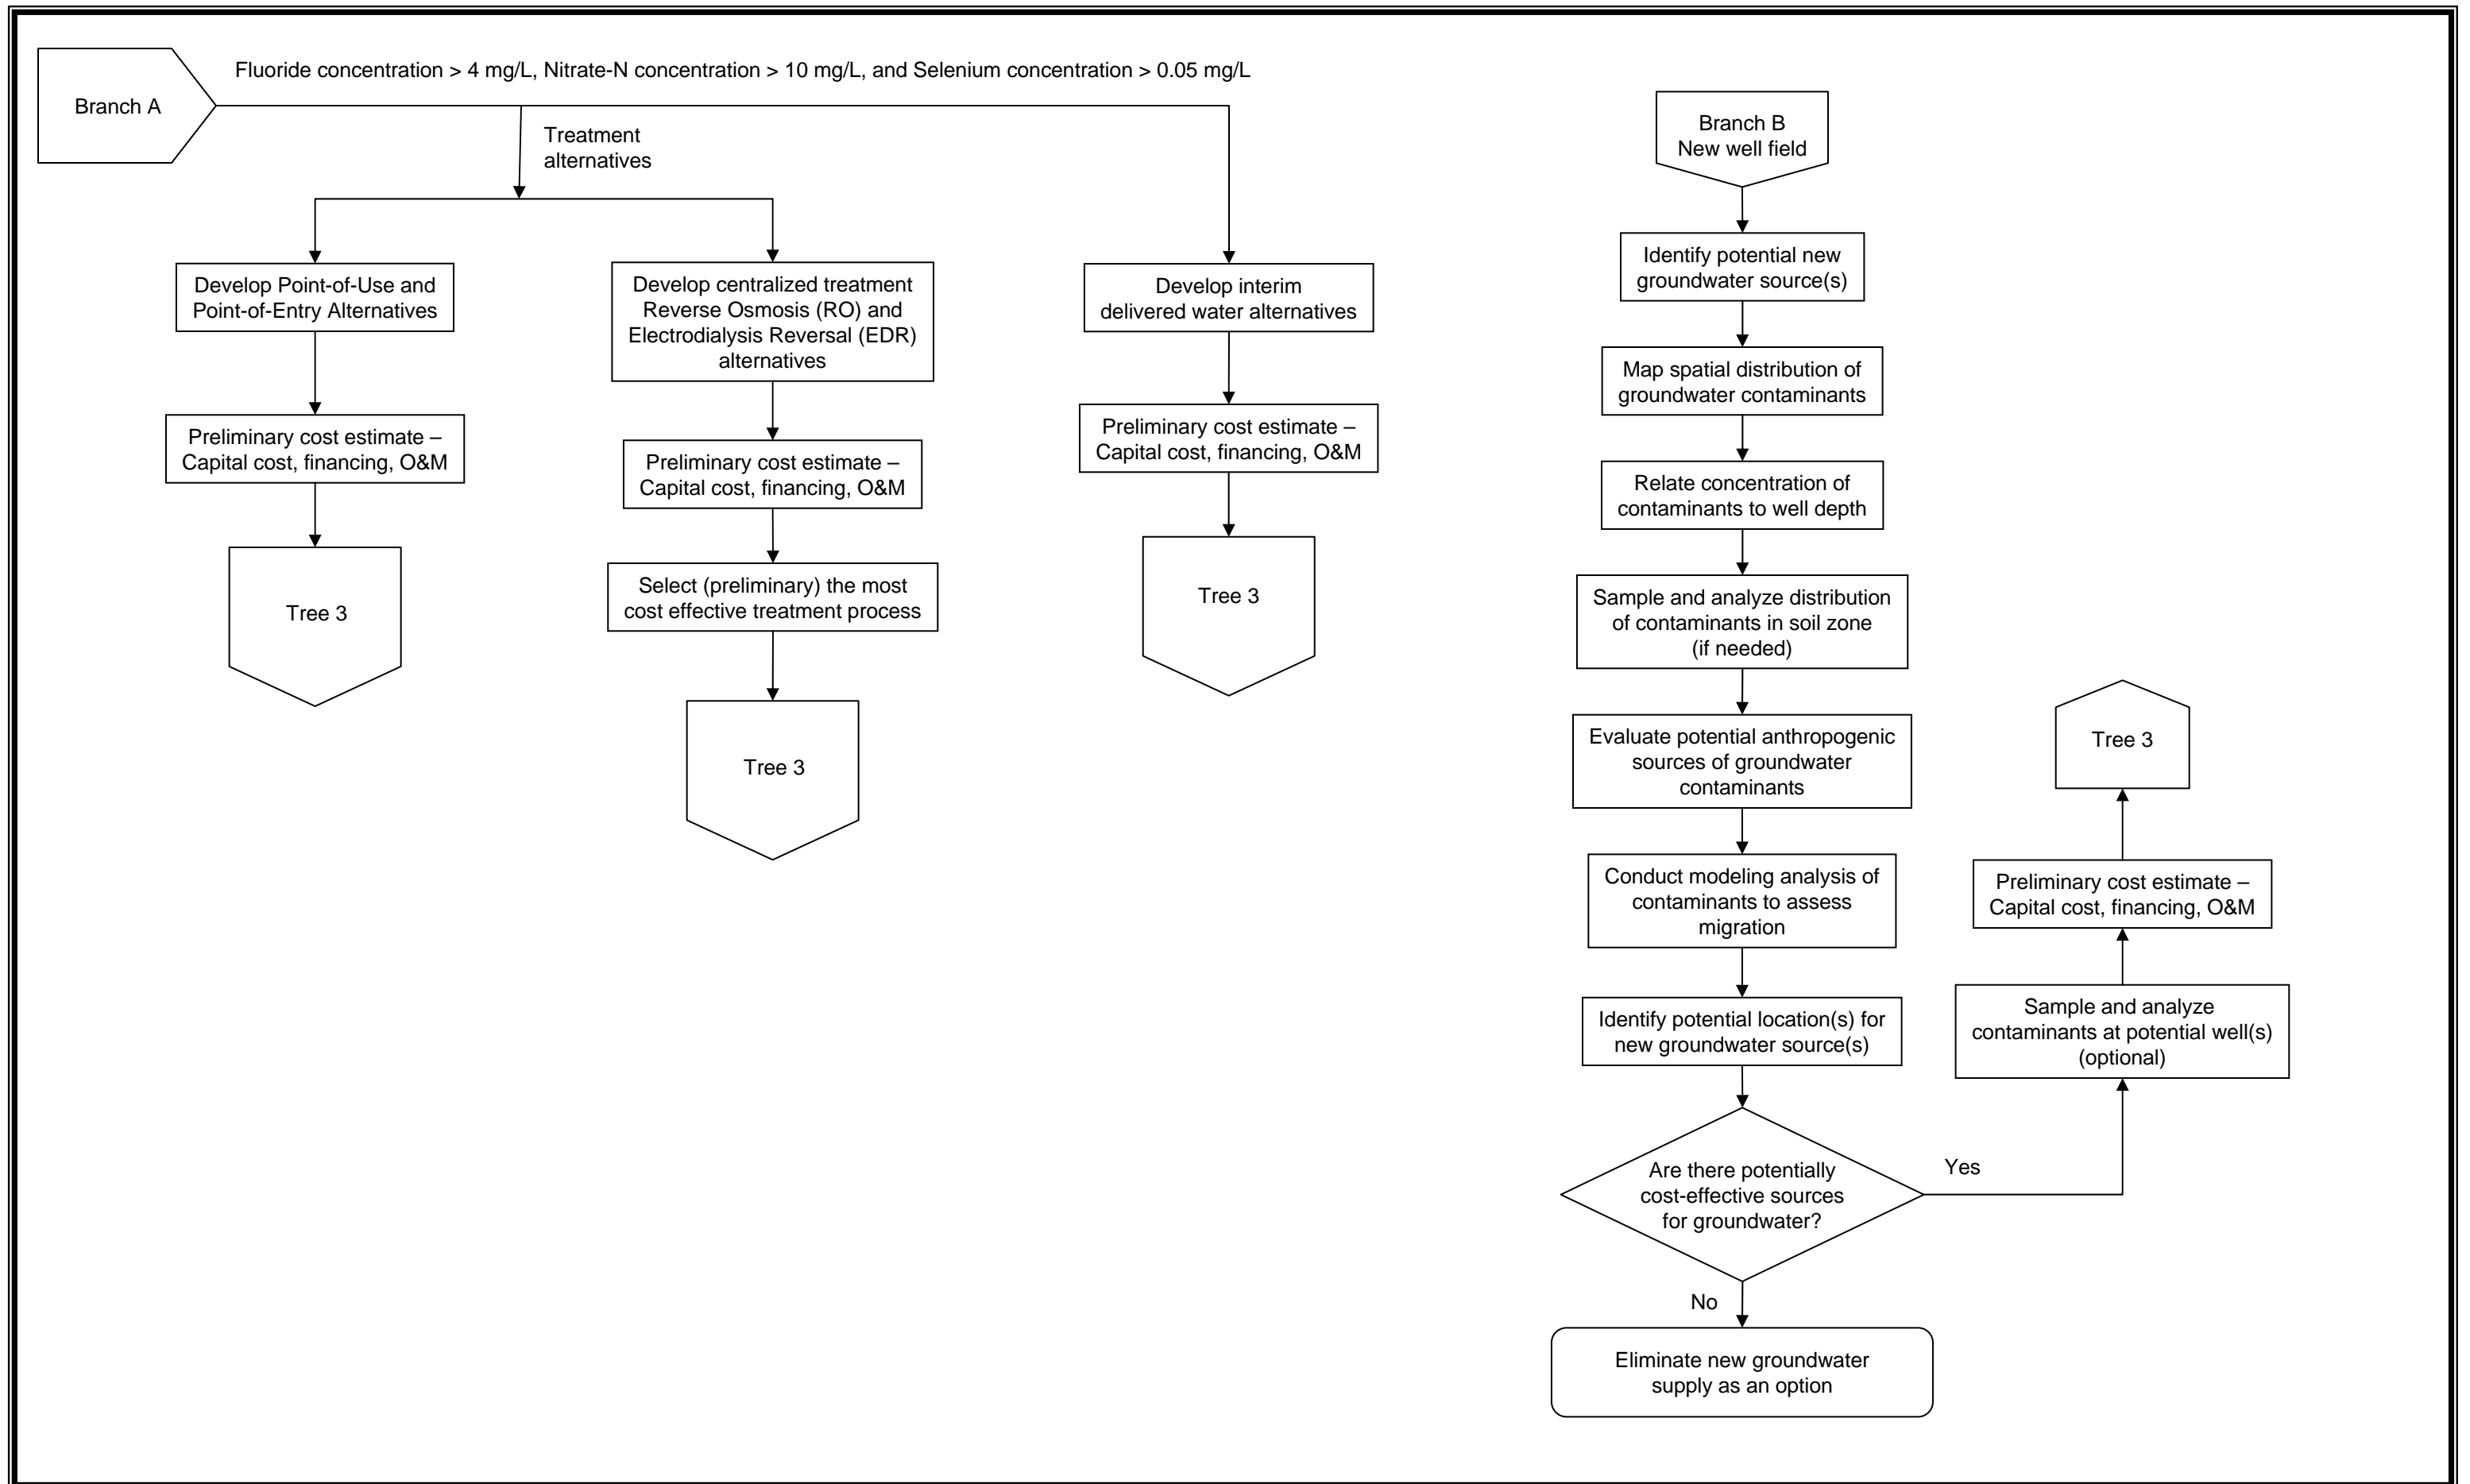 Branch A
Fluoride concentration > 4 mg/L, Nitrate-N concentration > 10 mg/L, and Selenium concentration > 0.05 mg/L
Treatment
alternatives
Develop Point-of-Use and
Point-of-Entry Alternatives
Preliminary cost estimate –
Capital cost, financing, O&M
Tree 3
Develop centralized treatment
Reverse Osmosis (RO) and
Electrodialysis Reversal (EDR)
alternatives
Preliminary cost estimate –
Capital cost, financing, O&M
Select (preliminary) the most
cost effective treatment process
Tree 3
Develop interim
delivered water alternatives
Preliminary cost estimate –
Capital cost, financing, O&M
Tree 3
Branch B
New well field
Identify potential new
groundwater source(s)
Map spatial distribution of
groundwater contaminants
Relate concentration of
contaminants to well depth
Sample and analyze distribution
of contaminants in soil zone
(if needed)
Evaluate potential anthropogenic
sources of groundwater
contaminants
Conduct modeling analysis of
contaminants to assess
migration
Identify potential location(s) for
new groundwater source(s)
Are there potentially
cost-effective sources
for groundwater?
Yes
Sample and analyze
contaminants at potential well(s)
(optional)
Preliminary cost estimate –
Capital cost, financing, O&M
Tree 3
No
Eliminate new groundwater
supply as an option